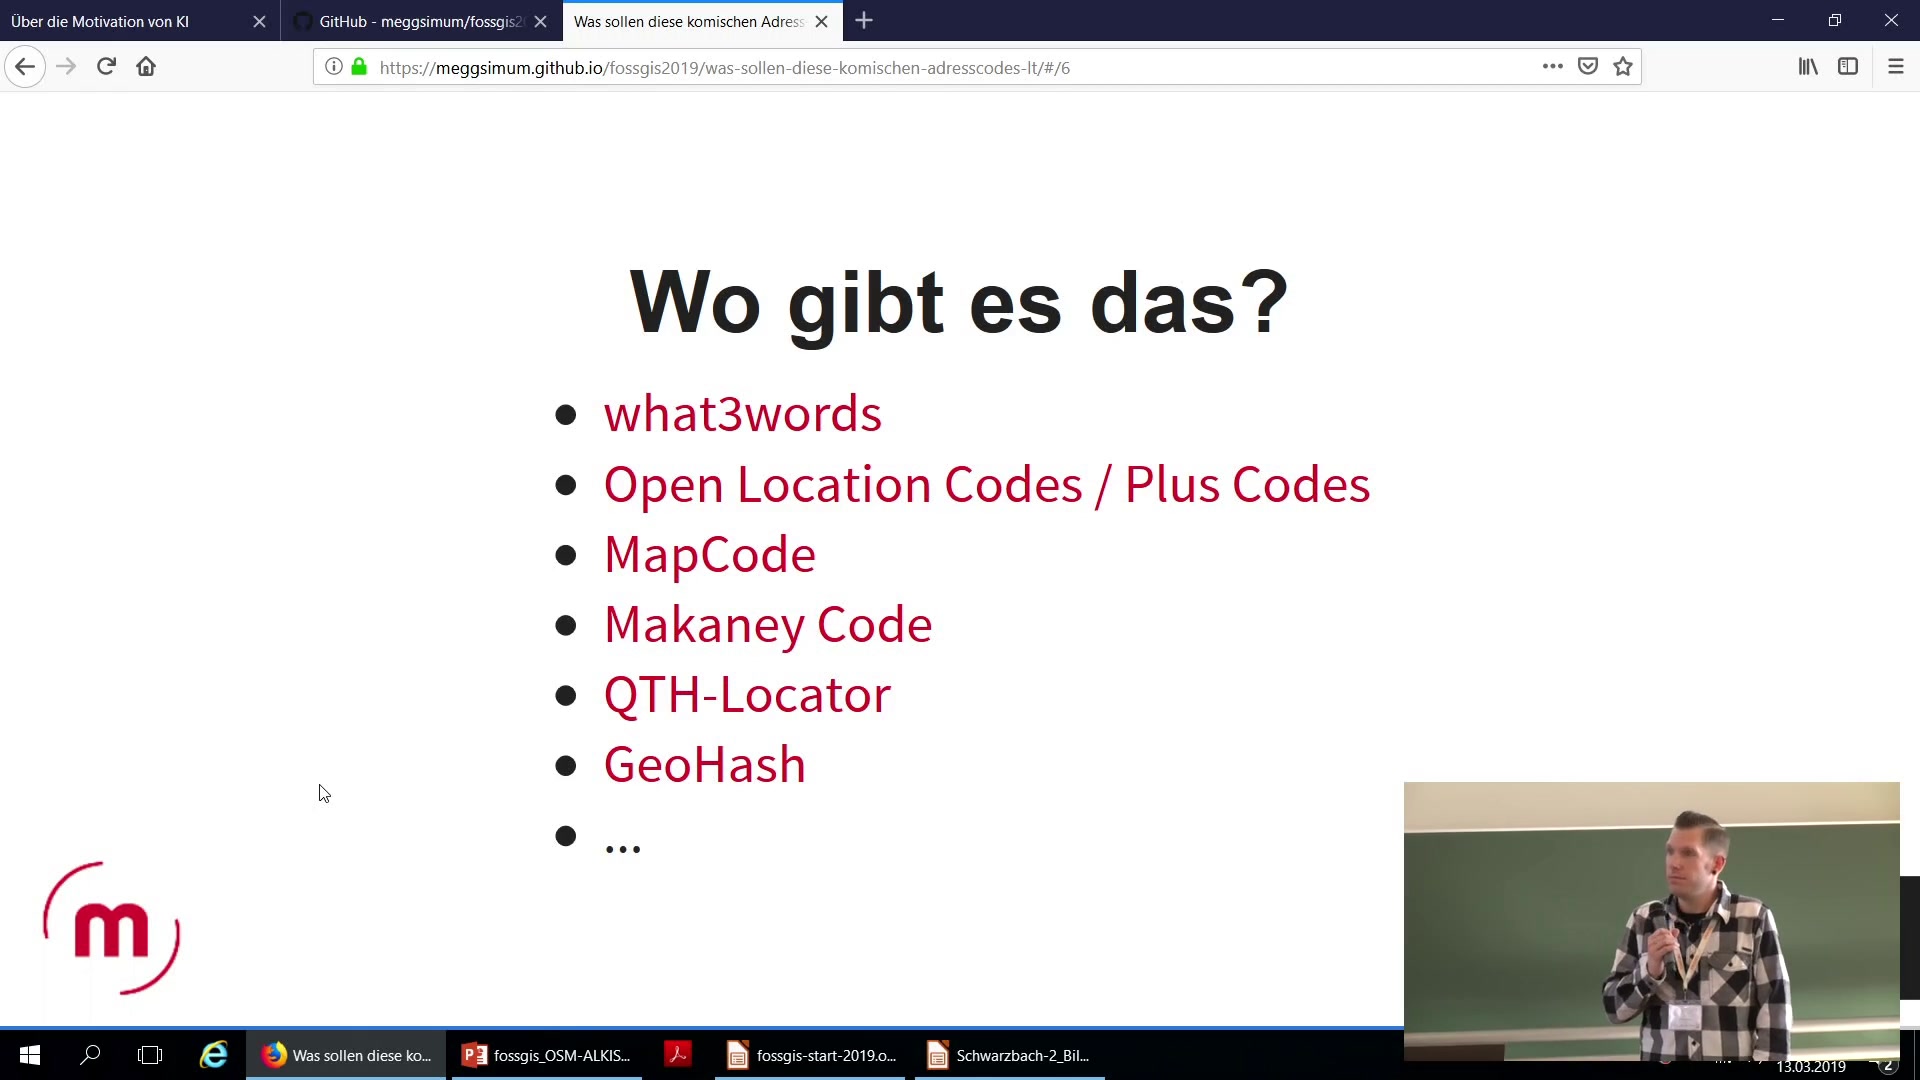 Über die Motivation von KI
GitHub - meggsimum/fossgis2
Was sollen diese komischen Adress
https://meggsimum.github.io/fossgis2019/was-sollen-diese-komischen-adresscodes-lt/#/6
Wo gibt es das?
what3words
Open Location Codes / Plus Codes
MapCode
Makaney Code
QTH-Locator
GeoHash
...
m
Was sollen diese ko...
fossgis_OSM-ALKIS...
fossgis-start-2019.o...
Schwarzbach-2_Bil...
13.03.2019
2